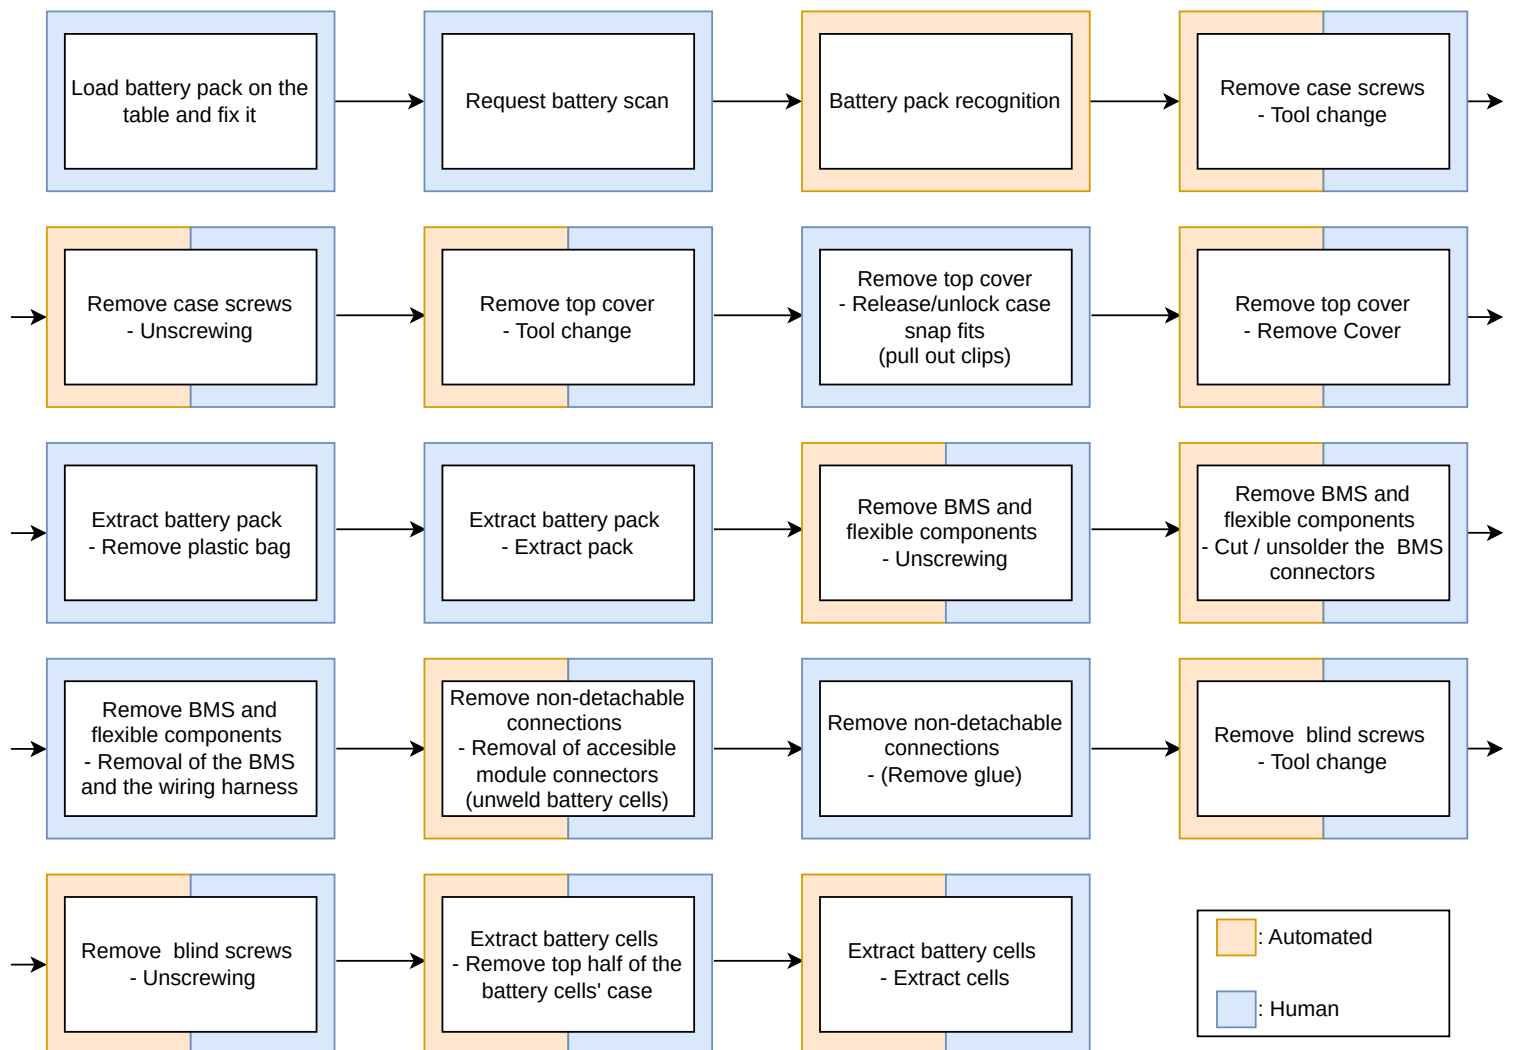 Load battery pack on the
table and fix it
Request battery scan
Battery pack recognition
Remove case screws
- Tool change
Remove case screws
- Unscrewing
Remove top cover
- Tool change
Remove top cover
- Release/unlock case
snap fits
(pull out clips)
Remove top cover
- Remove Cover
Extract battery pack
- Remove plastic bag
Extract battery pack
- Extract pack
Remove BMS and
flexible components
- Unscrewing
Remove BMS and
flexible components
- Cut / unsolder the BMS
connectors
Remove BMS and
flexible components
- Removal of the BMS
and the wiring harness
Remove non-detachable
connections
- Removal of accesible
module connectors
(unweld battery cells)
Remove non-detachable
connections
- (Remove glue)
Remove blind screws
- Tool change
Remove blind screws
- Unscrewing
Extract battery cells
- Remove top half of the
battery cells' case
Extract battery cells
- Extract cells
: Automated
: Human